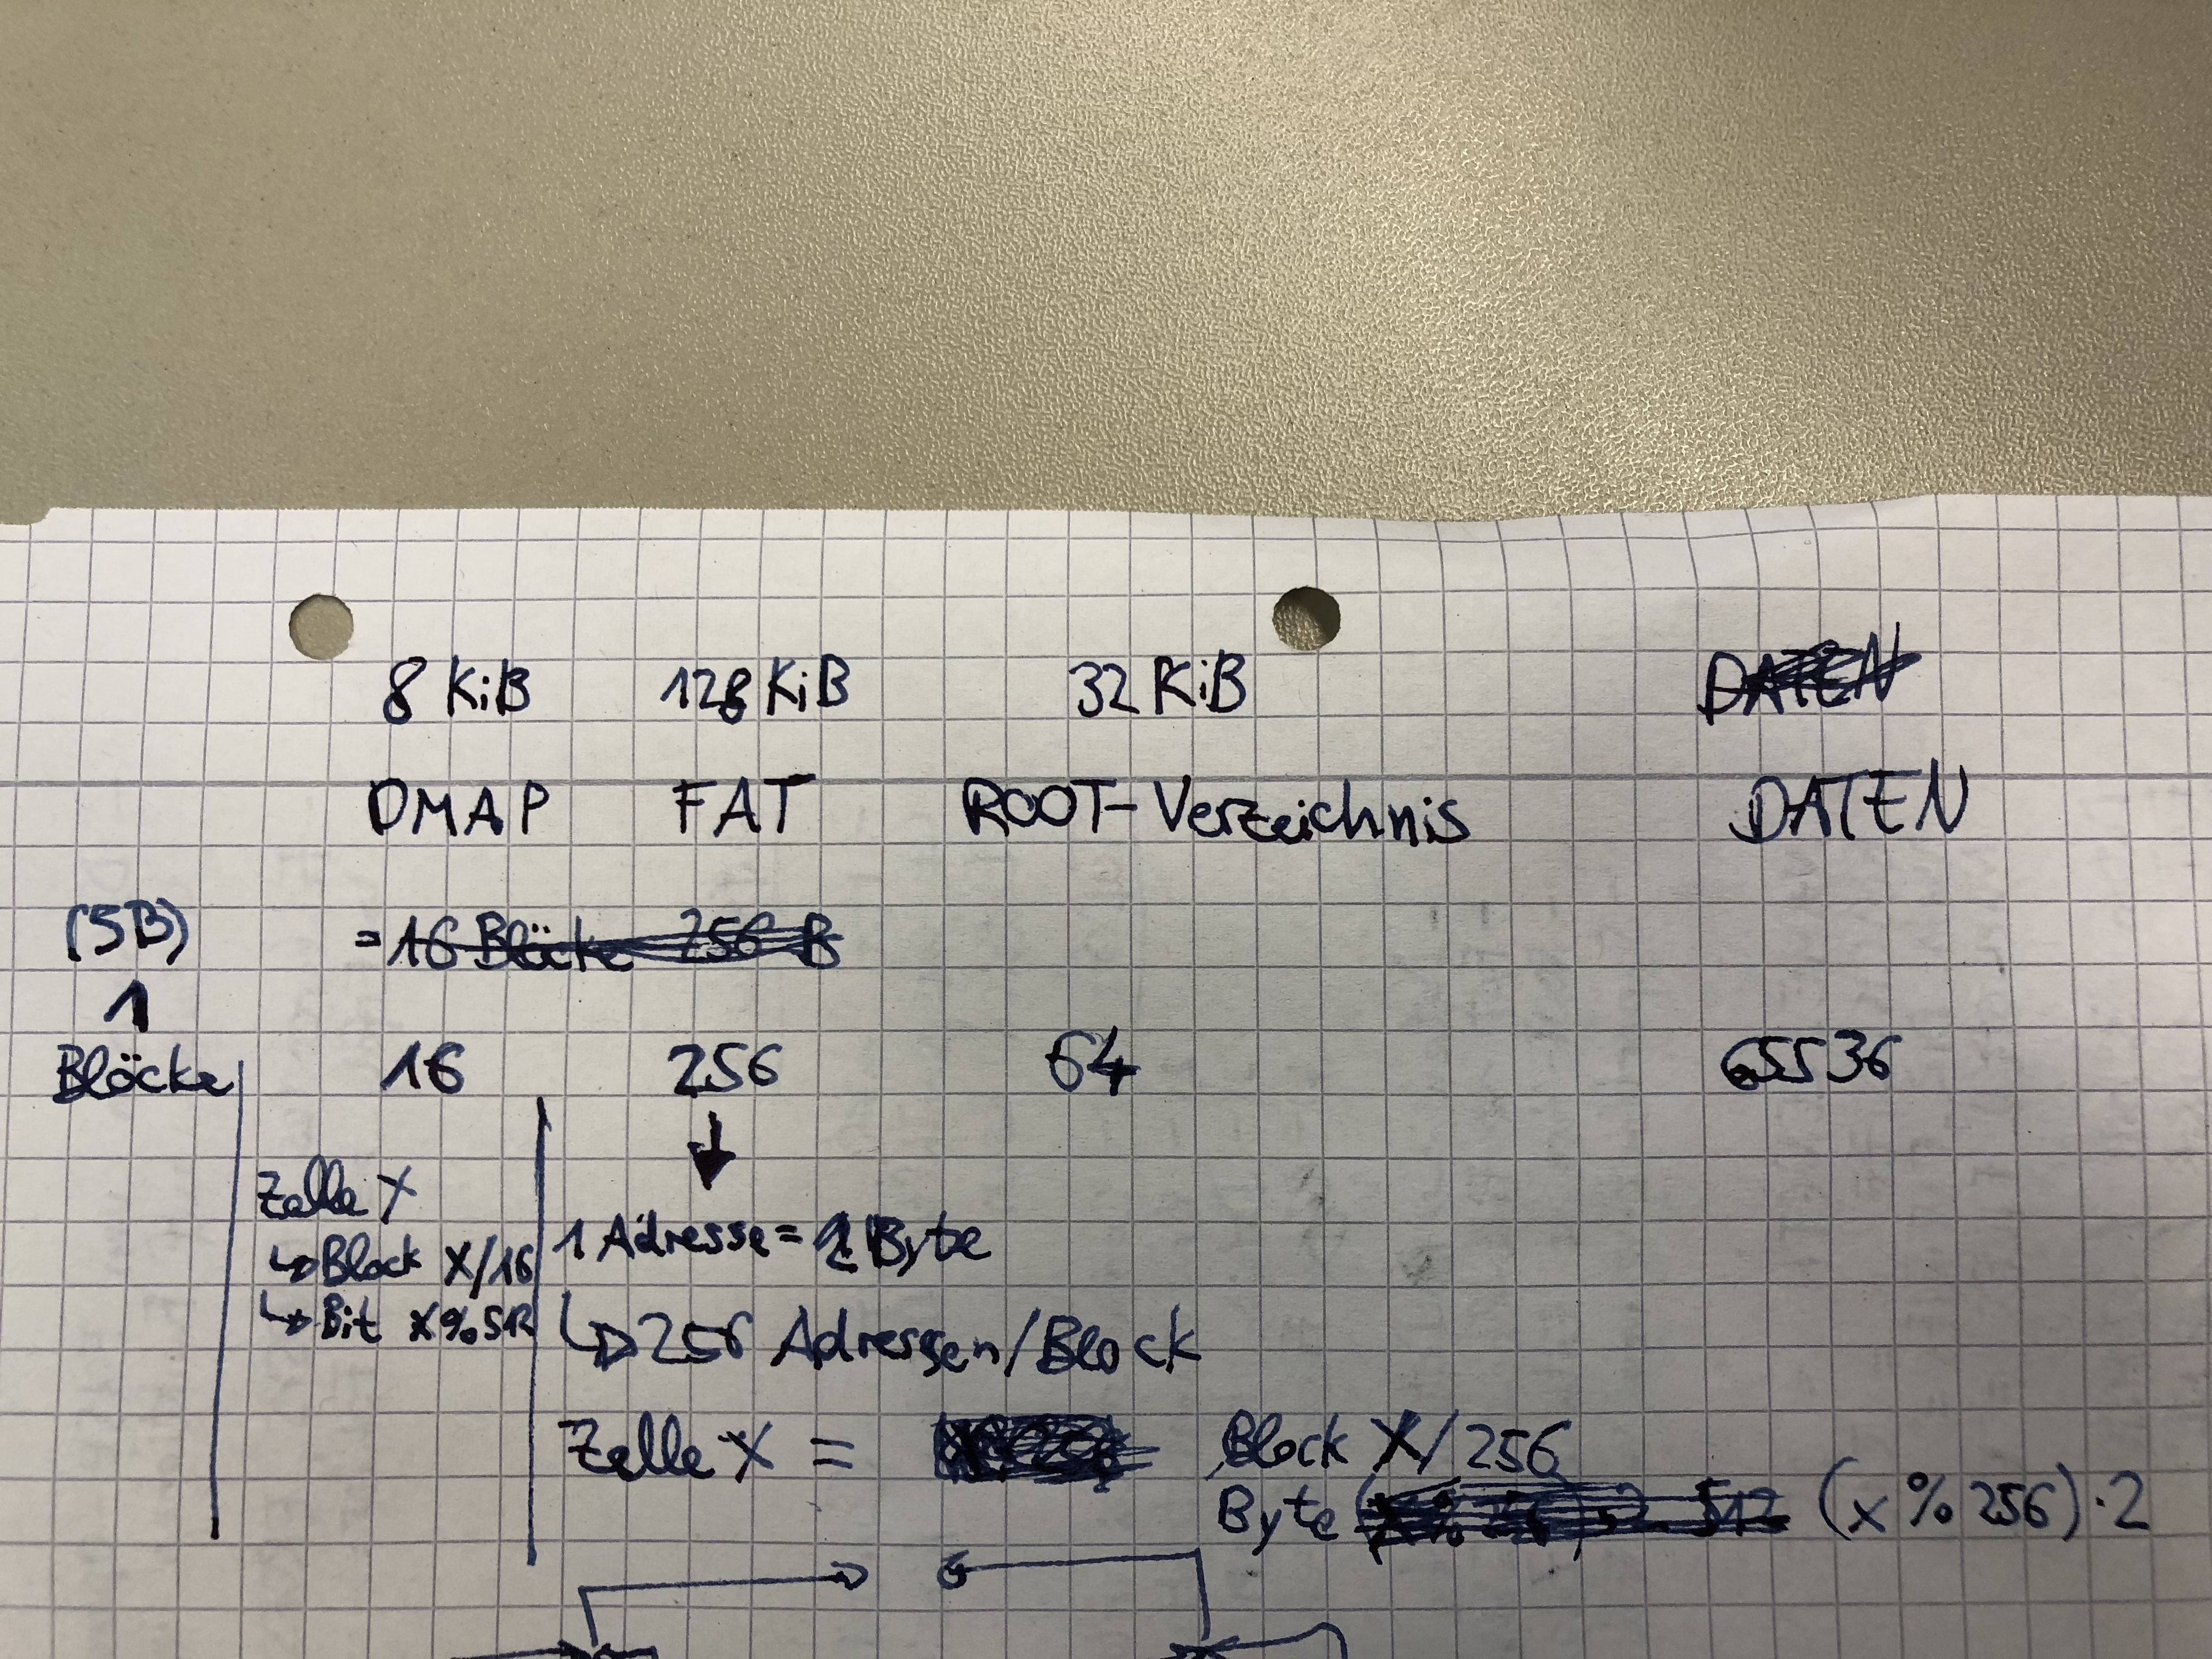 8 KiB 128 KiB 32 KiB DATEN
DMAP FAT ROOT-Verzeichnis DATEN
(SB) = 16 Blöcke 256 B
1
Blöcke 16 256 64 65536
Zelle X
↳ Block X/16
↳ Bit X%512
1 Adresse = 2 Byte
↳ 256 Adressen/Block
Zelle X = Block X/256
Byte (x % 256) · 2